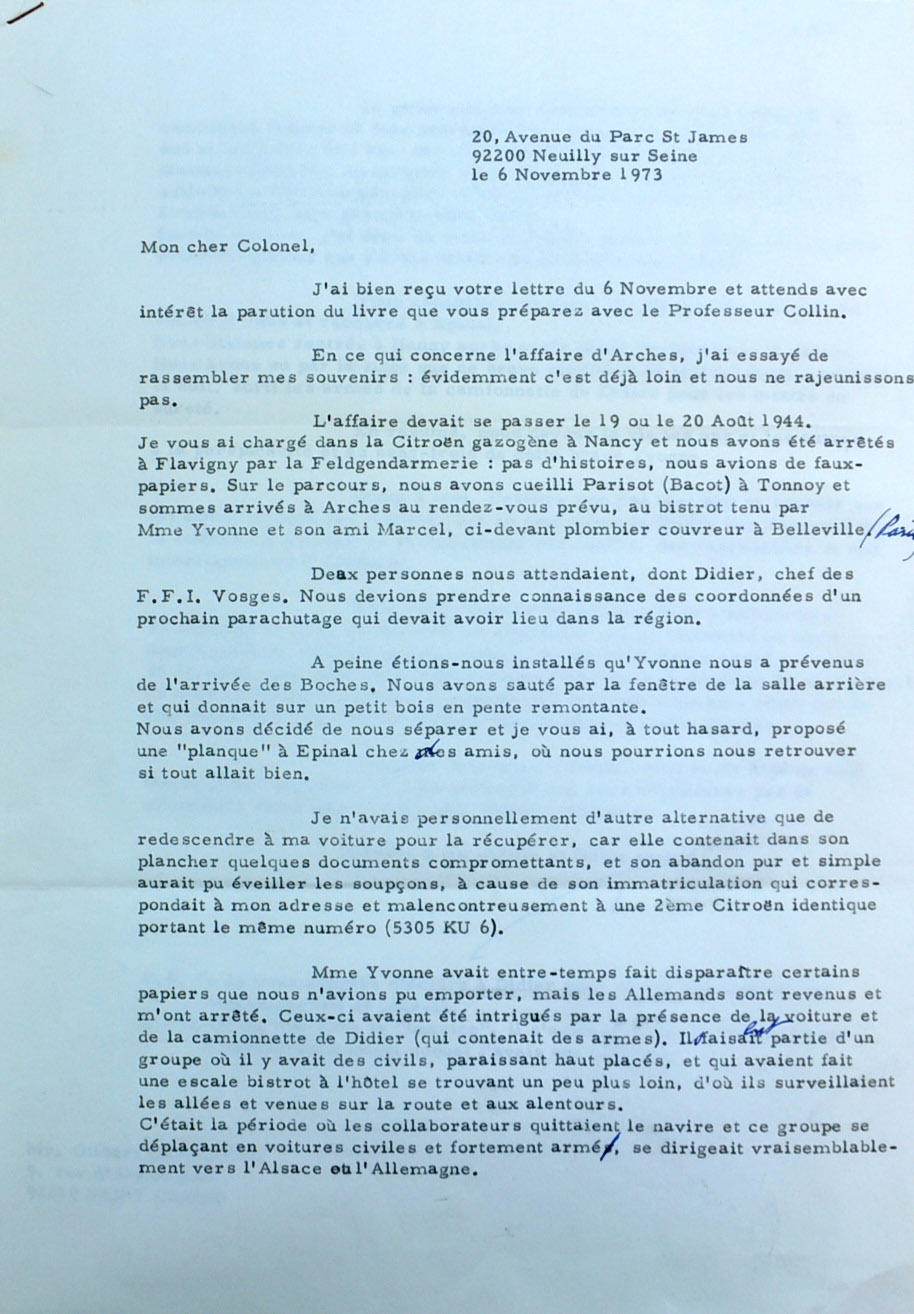 20, Avenue du Parc St James
92200 Neuilly sur Seine
le 6 Novembre 1973
Mon cher Colonel,
J'ai bien reçu votre lettre du 6 Novembre et attends avec
intérêt la parution du livre que vous préparez avec le Professeur Collin.
En ce qui concerne l'affaire d'Arches, j'ai essayé de
rassembler mes souvenirs : évidemment c'est déjà loin et nous ne rajeunissons
pas.
L'affaire devait se passer le 19 ou le 20 Août 1944.
Je vous ai chargé dans la Citroën gazogène à Nancy et nous avons été arrêtés
à Flavigny par la Feldgendarmerie : pas d'histoires, nous avions de faux-
papiers. Sur le parcours, nous avons cueilli Parisot (Bacot) à Tonnoy et
sommes arrivés à Arches au rendez-vous prévu, au bistrot tenu par
Mme Yvonne et son ami Marcel, ci-devant plombier couvreur à Belleville (Paris)
Deux personnes nous attendaient, dont Didier, chef des
F.F.I. Vosges. Nous devions prendre connaissance des coordonnées d'un
prochain parachutage qui devait avoir lieu dans la région.
A peine étions-nous installés qu'Yvonne nous a prévenus
de l'arrivée des Boches. Nous avons sauté par la fenêtre de la salle arrière
et qui donnait sur un petit bois en pente remontante.
Nous avons décidé de nous séparer et je vous ai, à tout hasard, proposé
une "planque" à Epinal chez des amis, où nous pourrions nous retrouver
si tout allait bien.
Je n'avais personnellement d'autre alternative que de
redescendre à ma voiture pour la récupérer, car elle contenait dans son
plancher quelques documents compromettants, et son abandon pur et simple
aurait pu éveiller les soupçons, à cause de son immatriculation qui corres-
pondait à mon adresse et malencontreusement à une 2ème Citroën identique
portant le même numéro (5305 KU 6).
Mme Yvonne avait entre-temps fait disparaître certains
papiers que nous n'avions pu emporter, mais les Allemands sont revenus et
m'ont arrêté. Ceux-ci avaient été intrigués par la présence de la voiture et
de la camionnette de Didier (qui contenait des armes). Il faisait partie d'un
groupe où il y avait des civils, paraissant haut placés, et qui avaient fait
une escale bistrot à l'hôtel se trouvant un peu plus loin, d'où ils surveillaient
les allées et venues sur la route et aux alentours.
C'était la période où les collaborateurs quittaient le navire et ce groupe se
déplaçant en voitures civiles et fortement armé, se dirigeait vraisemblable-
ment vers l'Alsace ou l'Allemagne.